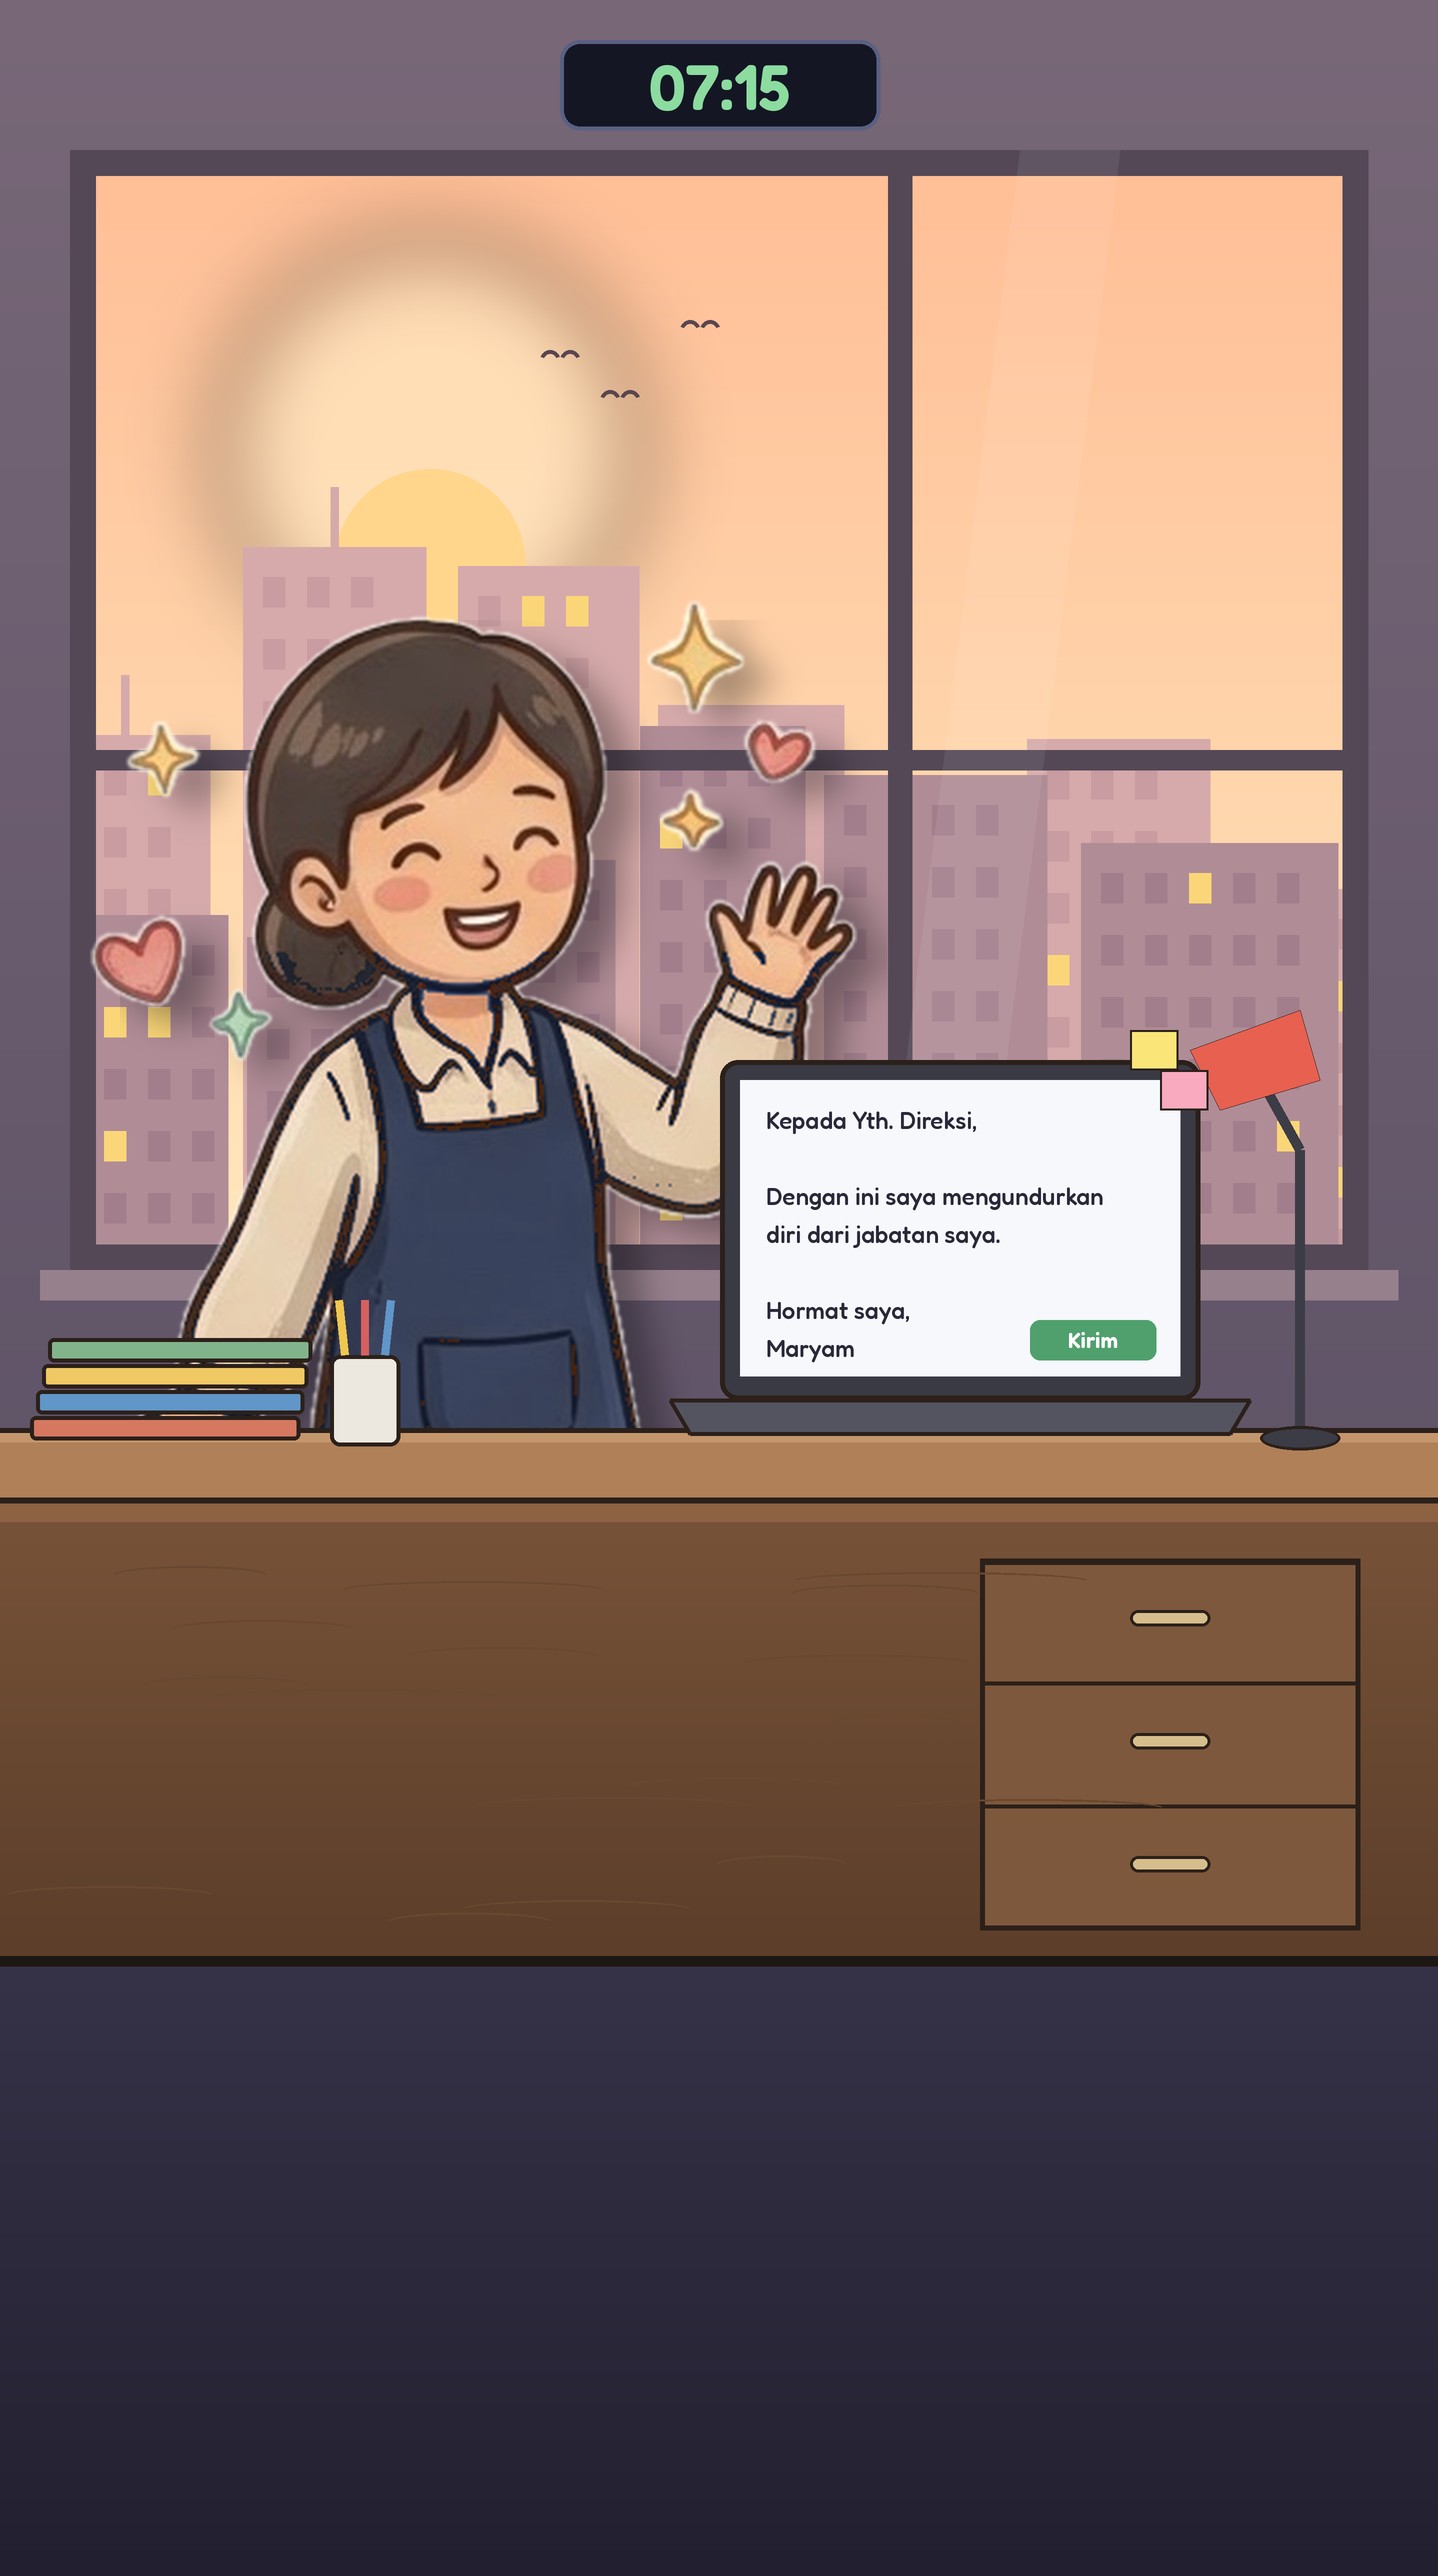 07:15
Kepada Yth. Direksi,
Dengan ini saya mengundurkan
diri dari jabatan saya.
Hormat saya,
Maryam
Kirim